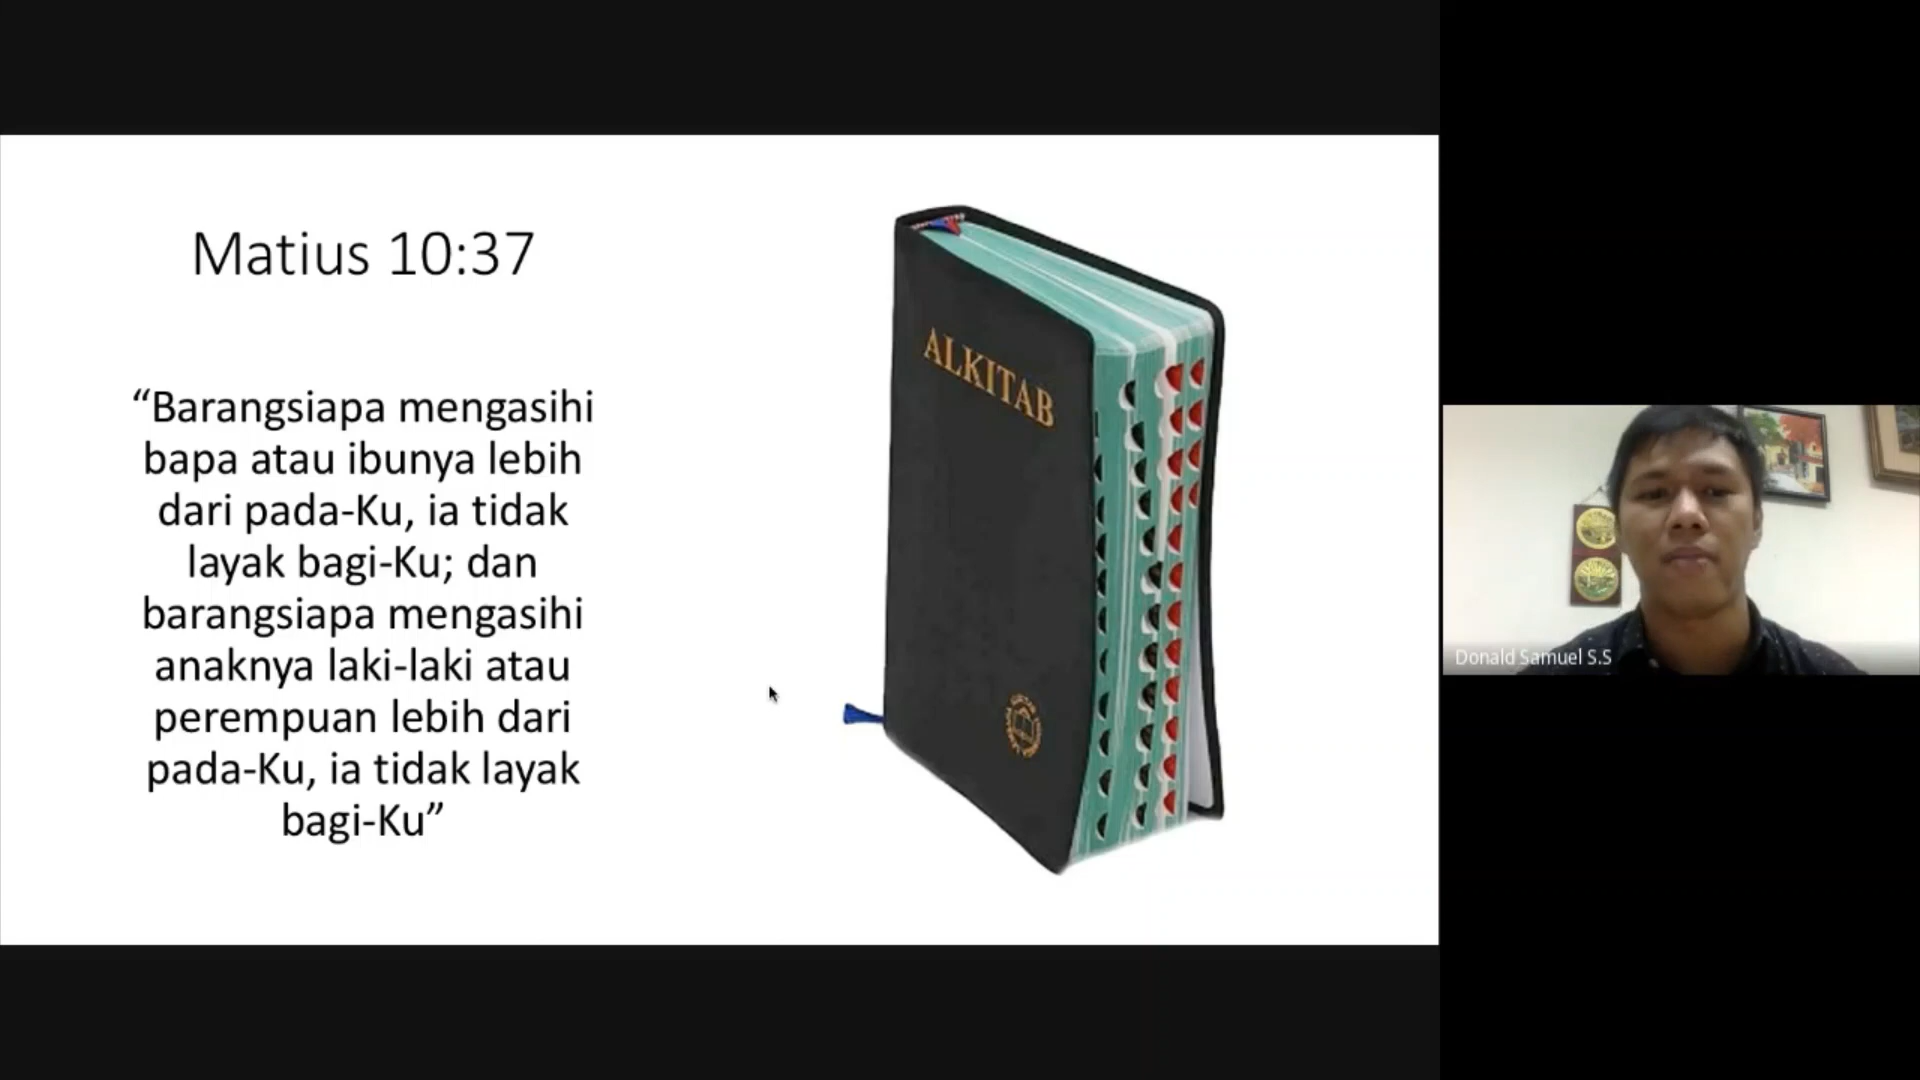 Matius 10:37
“Barangsiapa mengasihi
bapa atau ibunya lebih
dari pada-Ku, ia tidak
layak bagi-Ku; dan
barangsiapa mengasihi
anaknya laki-laki atau
perempuan lebih dari
pada-Ku, ia tidak layak
bagi-Ku”
ALKITAB
Donald Samuel S.S